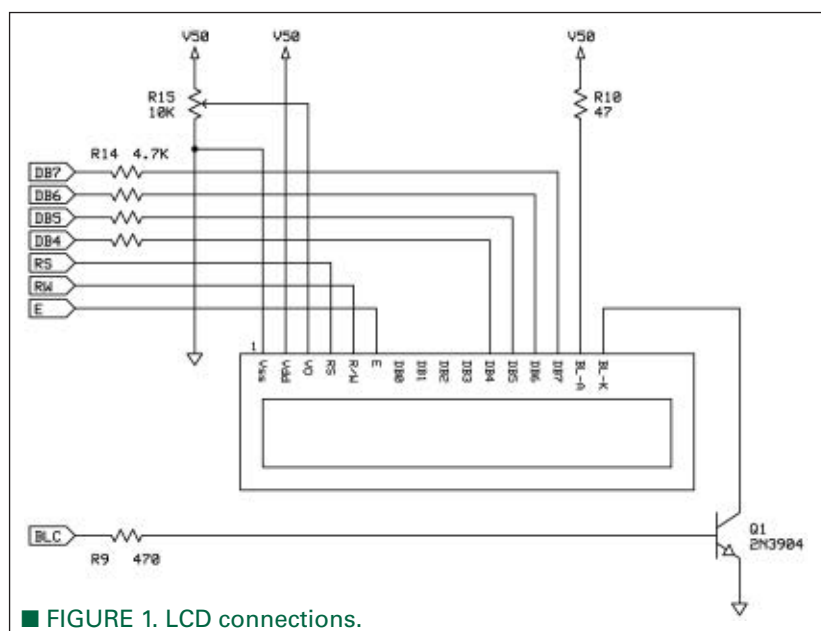 V50 V50 V50
R15
10K
R10
47
R14 4.7K
DB7
DB6
DB5
DB4
RS
RW
E
1
Vss Vdd VO RS R/W E DB0 DB1 DB2 DB3 DB4 DB5 DB6 DB7 BL-A BL-K
BLC
R9 470
Q1
2N3904
■ FIGURE 1. LCD connections.